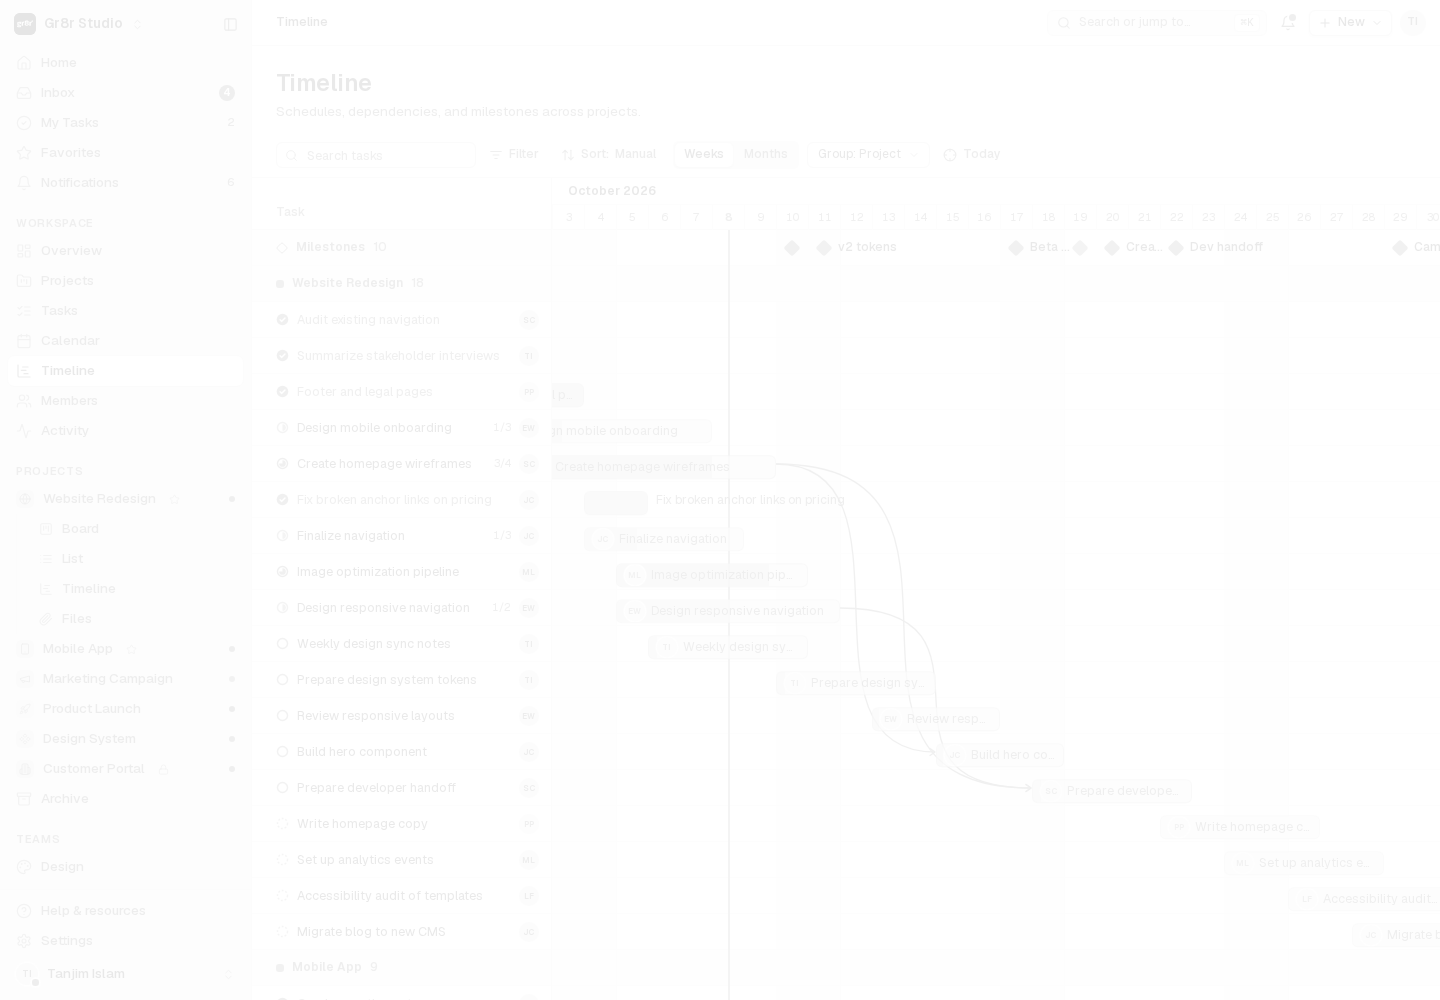 Gr8r Studio
Timeline
Search or jump to...
⌘K
New
TI
Home
Inbox 4
My Tasks 2
Favorites
Notifications 6
WORKSPACE
Overview
Projects
Tasks
Calendar
Timeline
Members
Activity
PROJECTS
Website Redesign
Board
List
Timeline
Files
Mobile App
Marketing Campaign
Product Launch
Design System
Customer Portal
Archive
TEAMS
Design
Help & resources
Settings
TI Tanjim Islam
Timeline
Schedules, dependencies, and milestones across projects.
Search tasks
Filter
Sort: Manual
Weeks Months
Group: Project
Today
October 2026
Task
3 4 5 6 7 8 9 10 11 12 13 14 15 16 17 18 19 20 21 22 23 24 25 26 27 28 29 30
Milestones 10
v2 tokens
Beta ...
Crea...
Dev handoff
Cam
Website Redesign 18
Audit existing navigation SC
Summarize stakeholder interviews TI
Footer and legal pages PP
l p...
Design mobile onboarding 1/3 EW
gn mobile onboarding
Create homepage wireframes 3/4 SC
Create homepage wireframes
Fix broken anchor links on pricing JC
Fix broken anchor links on pricing
Finalize navigation 1/3 JC
JC Finalize navigation
Image optimization pipeline ML
ML Image optimization pip...
Design responsive navigation 1/2 EW
EW Design responsive navigation
Weekly design sync notes TI
TI Weekly design sy...
Prepare design system tokens TI
TI Prepare design sy...
Review responsive layouts EW
EW Review resp...
Build hero component JC
JC Build hero co...
Prepare developer handoff SC
SC Prepare develope...
Write homepage copy PP
PP Write homepage c...
Set up analytics events ML
ML Set up analytics e...
Accessibility audit of templates LF
LF Accessibility audit...
Migrate blog to new CMS JC
JC Migrate b
Mobile App 9